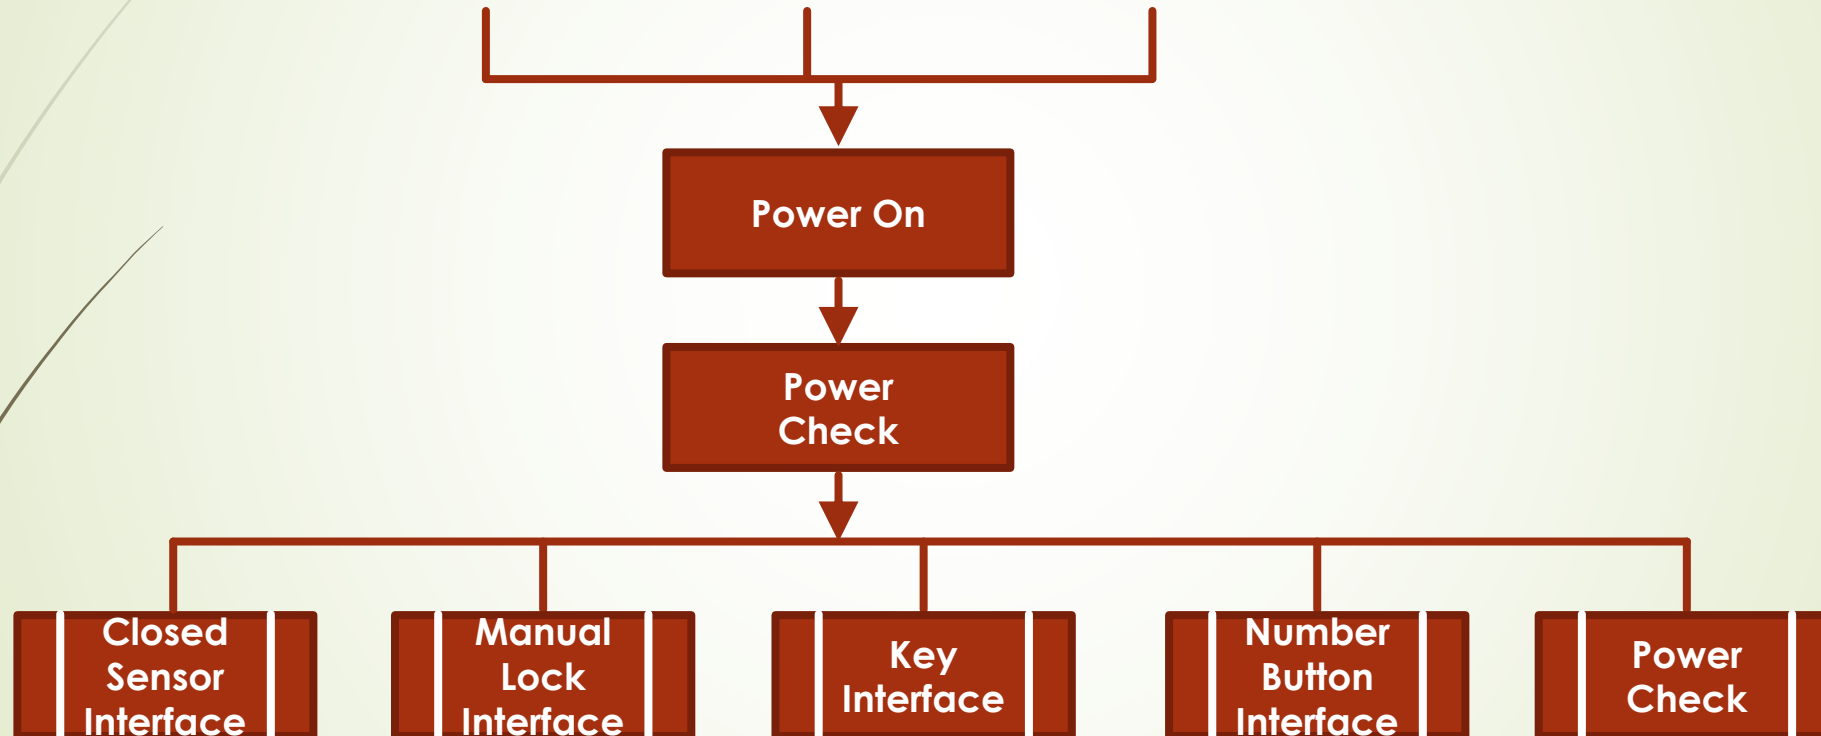 Power On
Power
Check
Closed
Sensor
Interface
Manual
Lock
Interface
Key
Interface
Number
Button
Interface
Power
Check